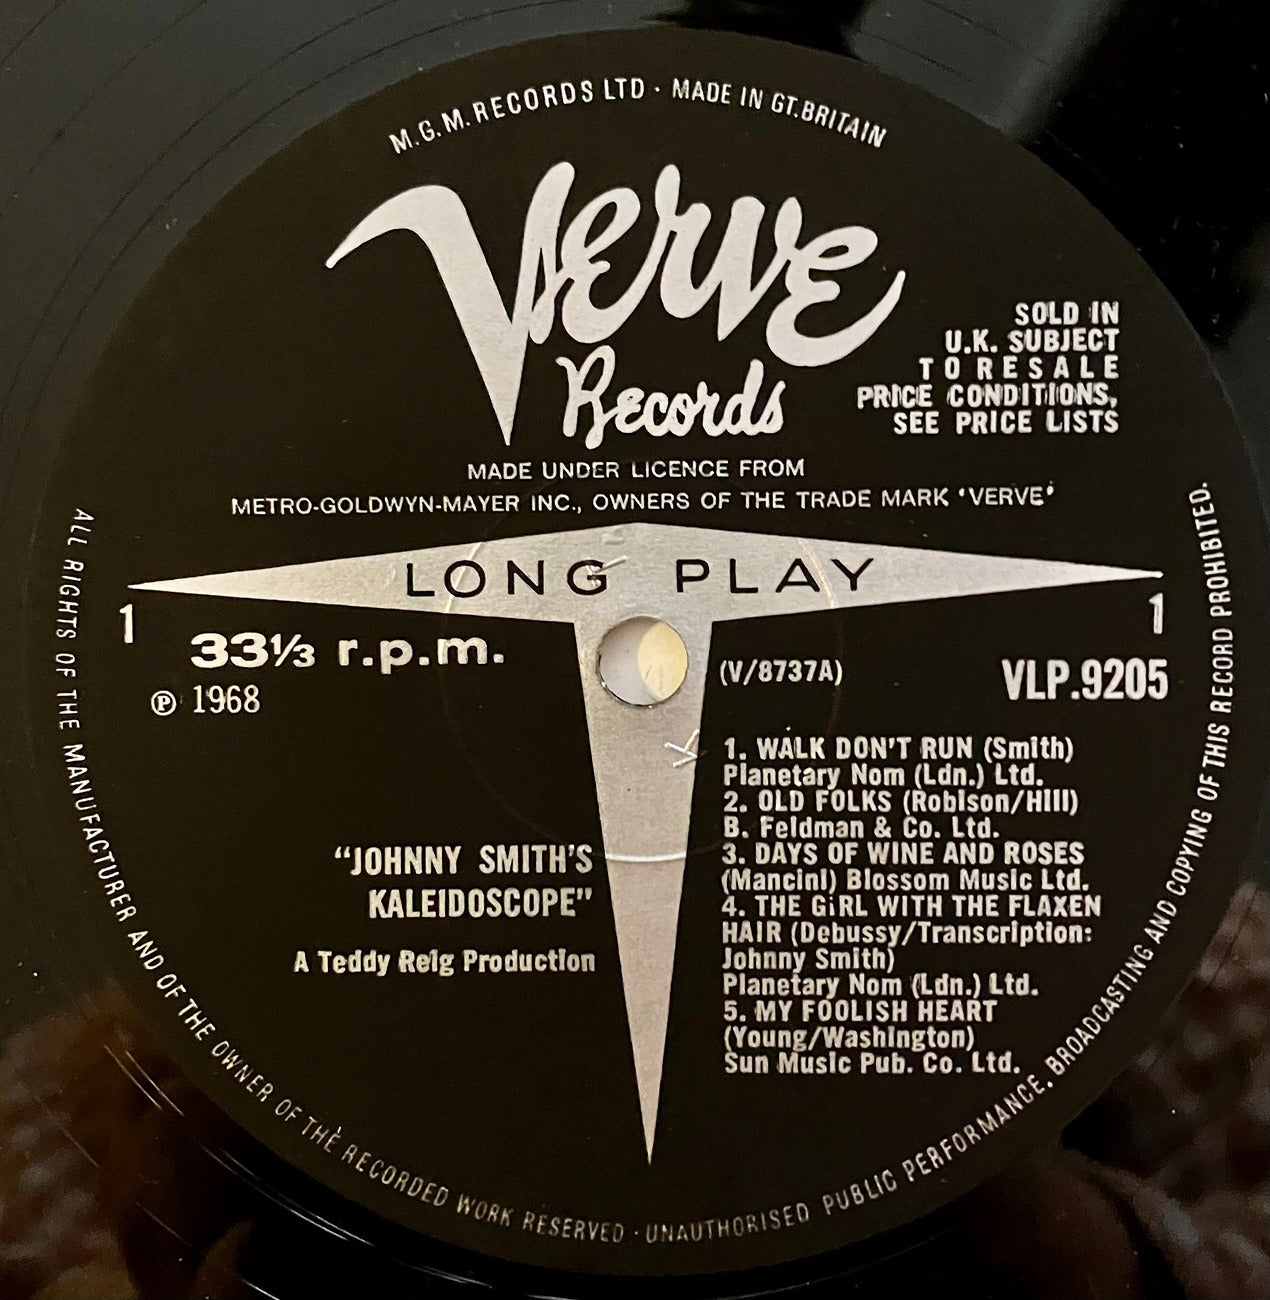 M.G.M. RECORDS LTD · MADE IN GT. BRITAIN
Verve
Records
SOLD IN
U.K. SUBJECT
TO RESALE
PRICE CONDITIONS,
SEE PRICE LISTS
MADE UNDER LICENCE FROM
METRO-GOLDWYN-MAYER INC., OWNERS OF THE TRADE MARK 'VERVE'
LONG PLAY
1
1
33⅓ r.p.m.
(V/8737A)
VLP.9205
℗ 1968
1. WALK DON'T RUN (Smith)
Planetary Nom (Ldn.) Ltd.
2. OLD FOLKS (Robison/Hill)
B. Feldman & Co. Ltd.
3. DAYS OF WINE AND ROSES
(Mancini) Blossom Music Ltd.
4. THE GiRL WITH THE FLAXEN
HAIR (Debussy/Transcription:
Johnny Smith)
Planetary Nom (Ldn.) Ltd.
5. MY FOOLISH HEART
(Young/Washington)
Sun Music Pub. Co. Ltd.
"JOHNNY SMITH'S
KALEIDOSCOPE"
A Teddy Reig Production
ALL RIGHTS OF THE MANUFACTURER AND OF THE OWNER OF THE RECORDED WORK RESERVED · UNAUTHORISED PUBLIC PERFORMANCE, BROADCASTING AND COPYING OF THIS RECORD PROHIBITED.